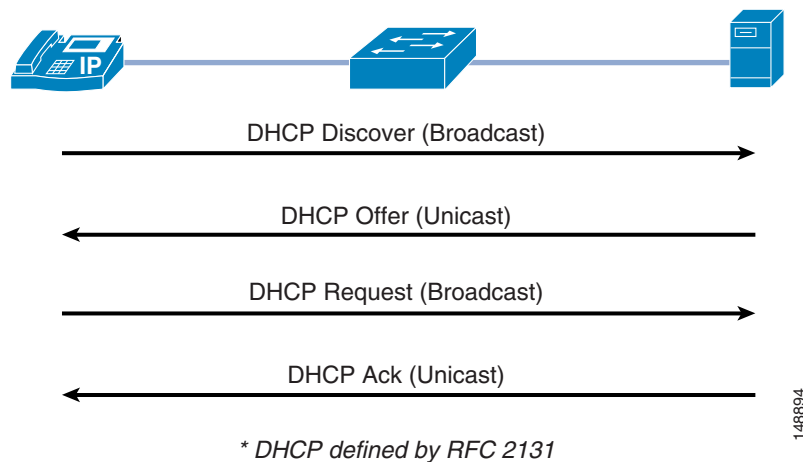 IP
DHCP Discover (Broadcast)
DHCP Offer (Unicast)
DHCP Request (Broadcast)
DHCP Ack (Unicast)
* DHCP defined by RFC 2131
148894